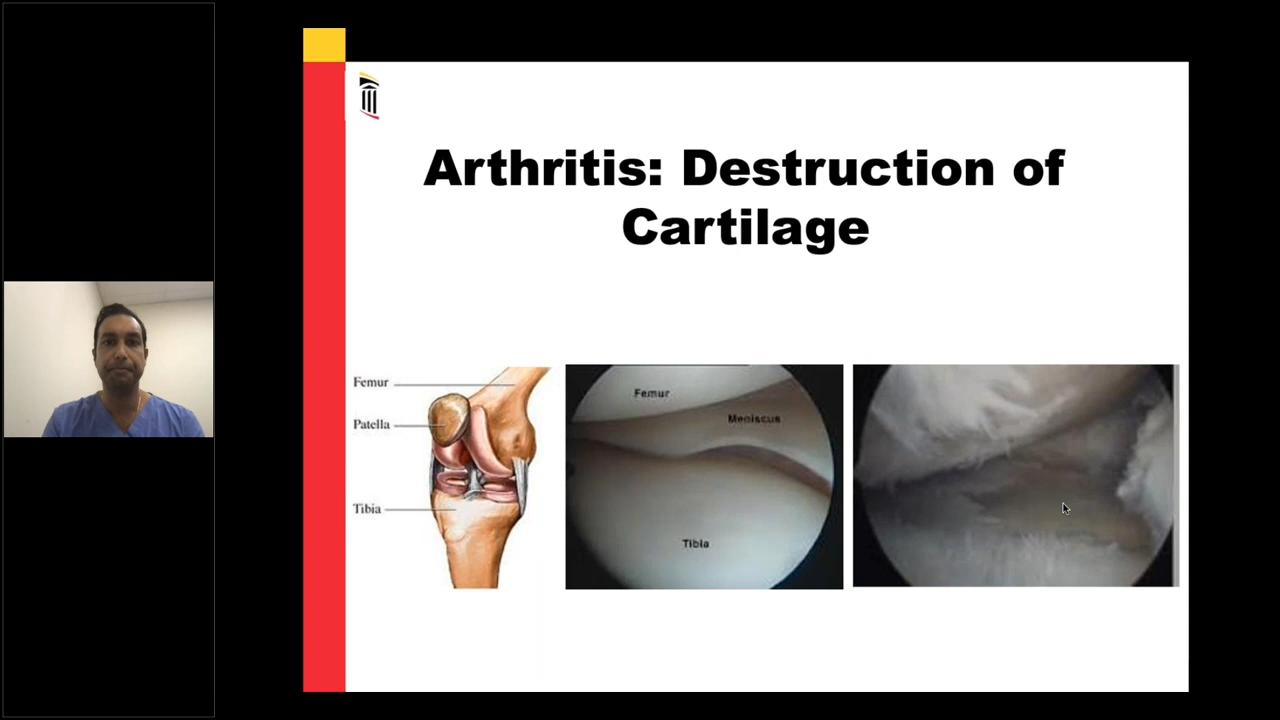 Arthritis: Destruction of
Cartilage
Femur
Patella
Tibia
Femur
Meniscus
Tibia